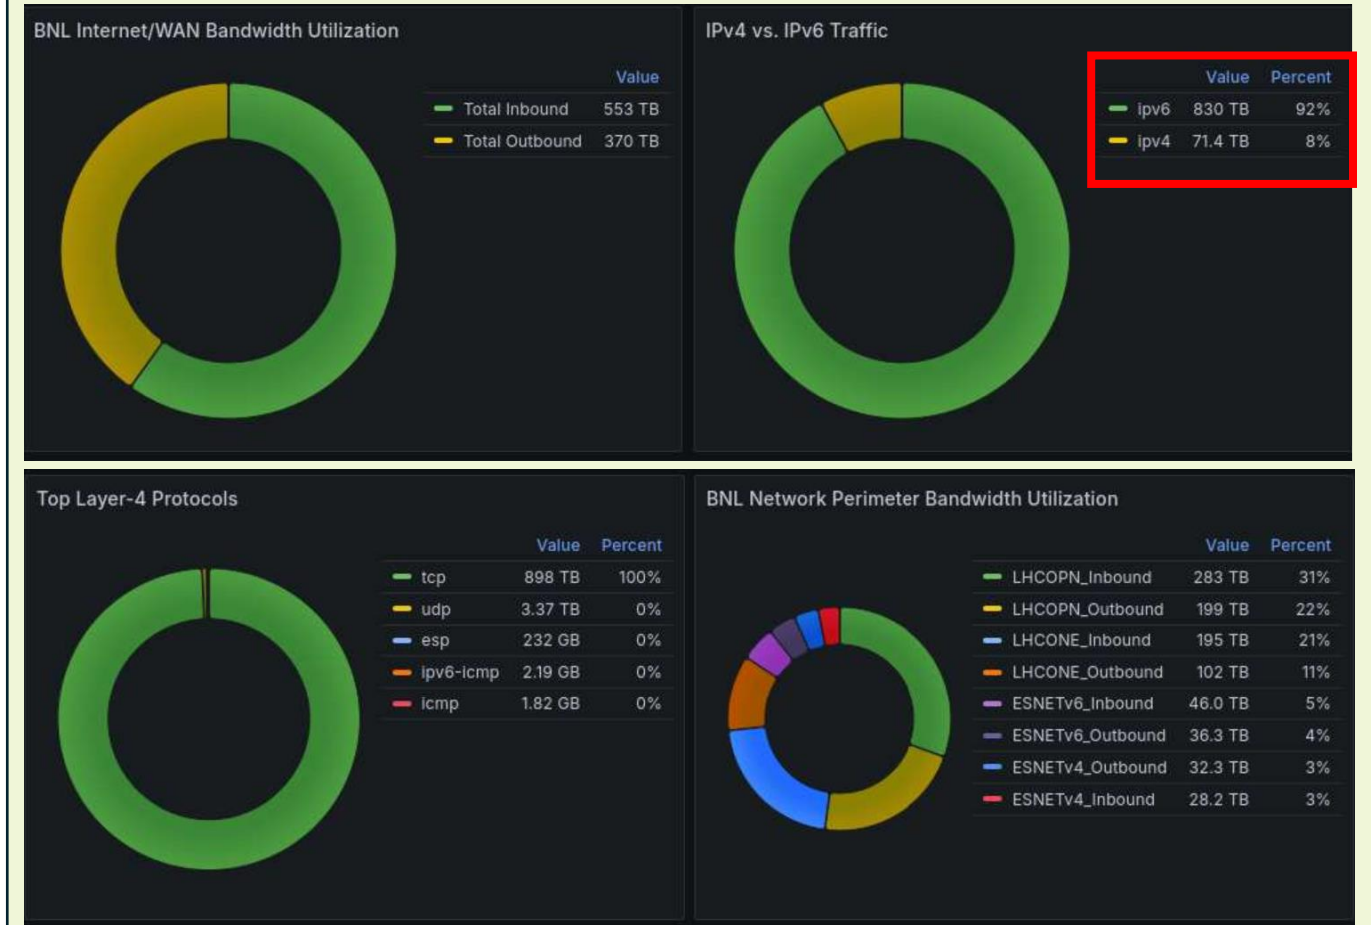 BNL Internet/WAN Bandwidth Utilization
Value
Total Inbound 553 TB
Total Outbound 370 TB
IPv4 vs. IPv6 Traffic
Value Percent
ipv6 830 TB 92%
ipv4 71.4 TB 8%
Top Layer-4 Protocols
Value Percent
tcp 898 TB 100%
udp 3.37 TB 0%
esp 232 GB 0%
ipv6-icmp 2.19 GB 0%
icmp 1.82 GB 0%
BNL Network Perimeter Bandwidth Utilization
Value Percent
LHCOPN_Inbound 283 TB 31%
LHCOPN_Outbound 199 TB 22%
LHCONE_Inbound 195 TB 21%
LHCONE_Outbound 102 TB 11%
ESNETv6_Inbound 46.0 TB 5%
ESNETv6_Outbound 36.3 TB 4%
ESNETv4_Outbound 32.3 TB 3%
ESNETv4_Inbound 28.2 TB 3%